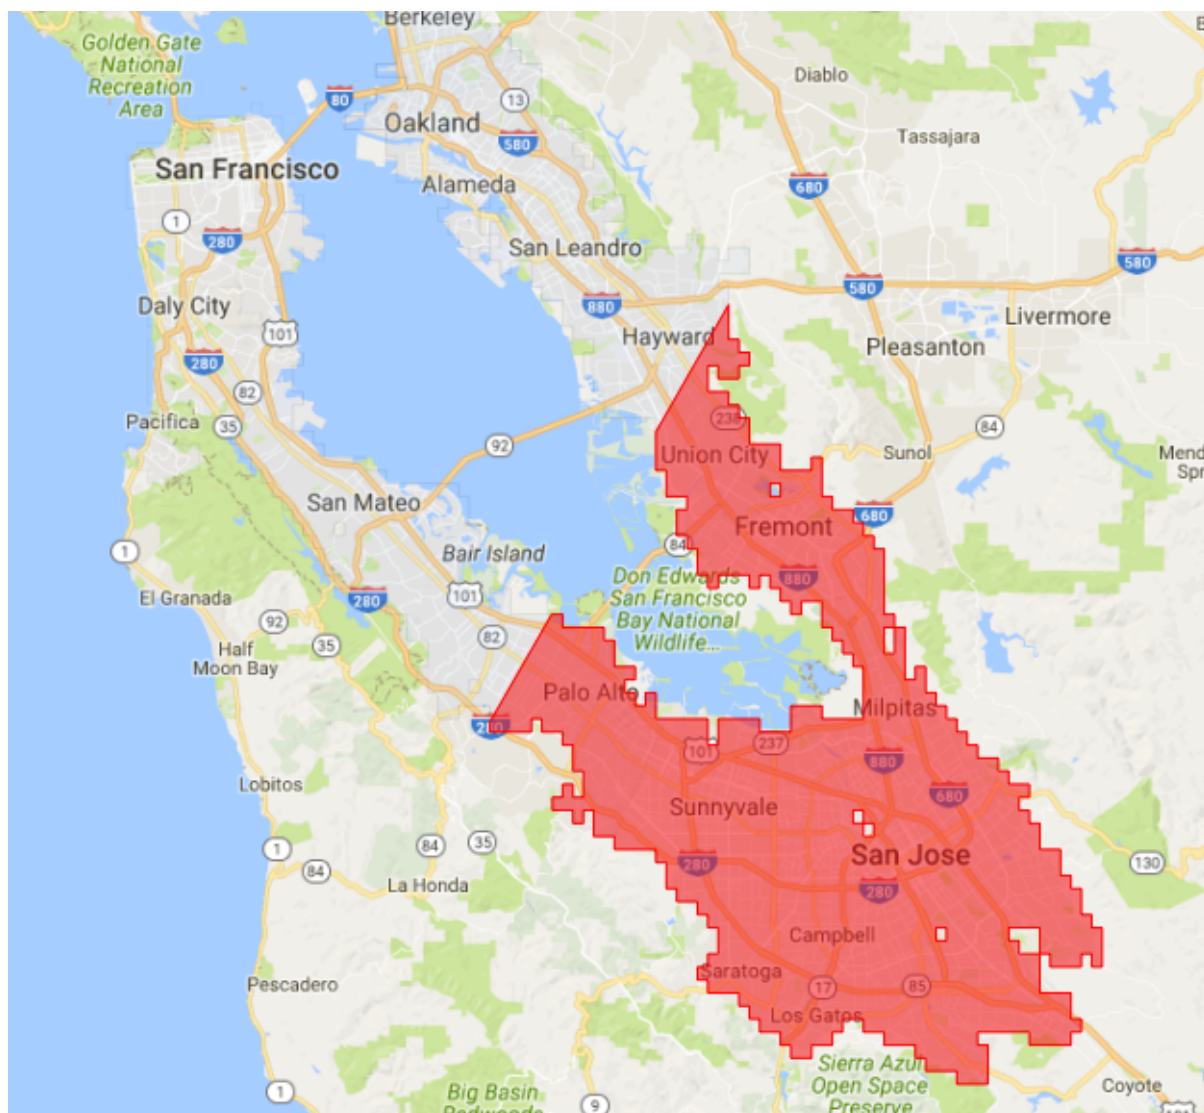 Berkeley
Golden Gate
National
Recreation
Area
Diablo
80
13
Oakland
Tassajara
580
San Francisco
Alameda
680
1
280
San Leandro
580
580
880
Daly City
Livermore
101
Hayward
Pleasanton
280
82
Pacifica
35
238
84
92
Union City
Sunol
San Mateo
680
Fremont
1
Bair Island
84
880
Don Edwards
San Francisco
Bay National
Wildlife...
El Granada
280
101
92
82
35
Half
Moon Bay
Palo Alto
Milpitas
280
101
237
880
Lobitos
Sunnyvale
680
1
35
84
San Jose
130
84
280
La Honda
280
Campbell
Saratoga
Pescadero
17
85
Los Gatos
Sierra Azul
Open Space
Preserve
Coyote
1
Big Basin
9